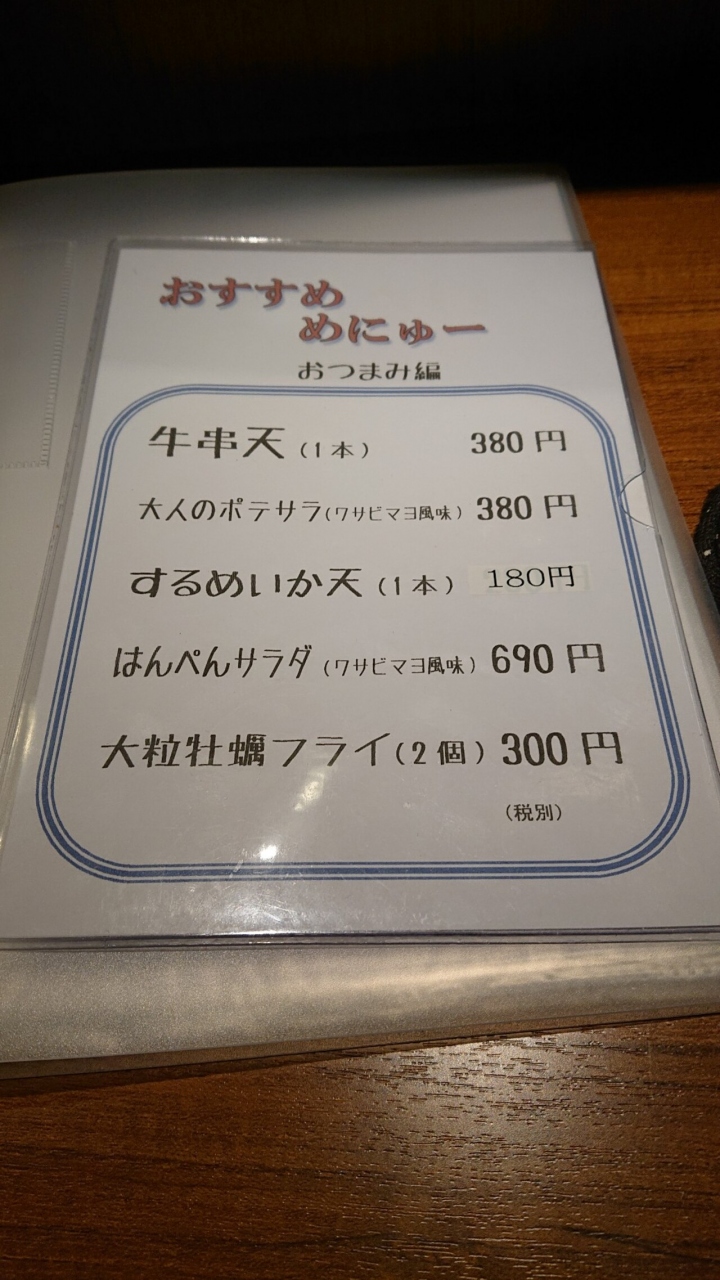 おすすめ
めにゅー
おつまみ編
牛串天（1本） 380円
大人のポテサラ（ワサビマヨ風味） 380円
するめいか天（1本） 180円
はんぺんサラダ（ワサビマヨ風味） 690円
大粒牡蠣フライ（2個） 300円
（税別）